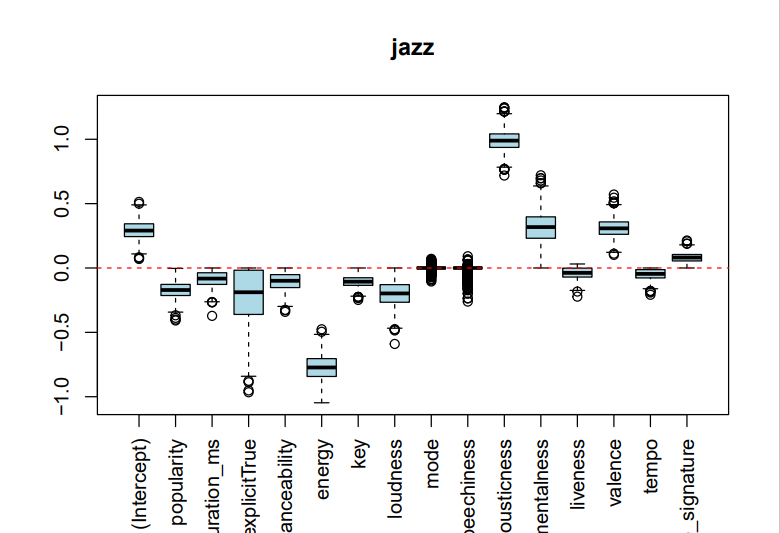 jazz
1.0
0.5
0.0
−0.5
−1.0
(Intercept)
popularity
uration_ms
explicitTrue
anceability
energy
key
loudness
mode
peechiness
ousticness
mentalness
liveness
valence
tempo
_signature